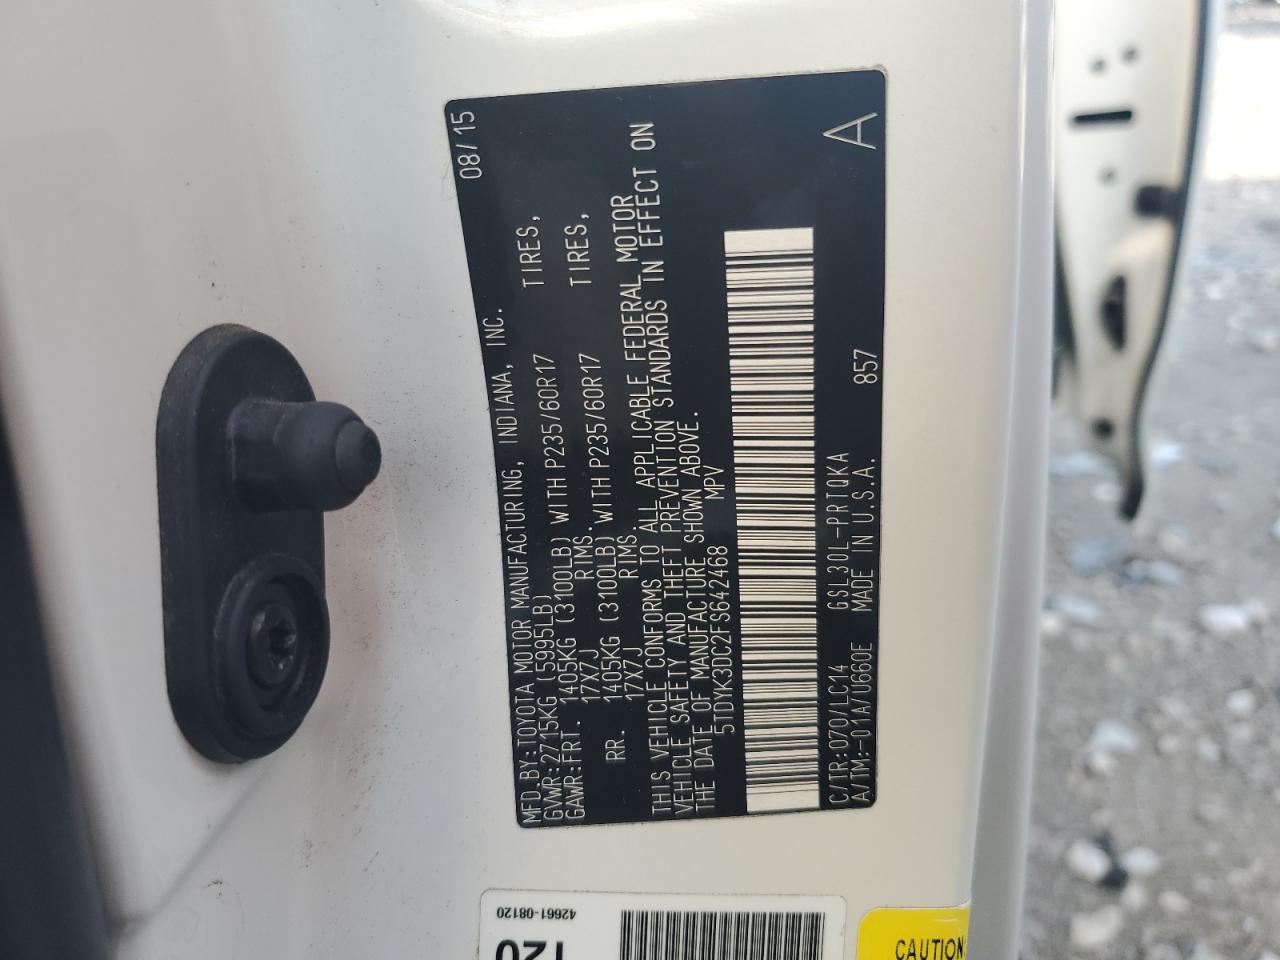 MFD.BY:TOYOTA MOTOR MANUFACTURING, INDIANA, INC. 08/15
GVWR:2715KG (5995LB)
GAWR:FRT. 1405KG (3100LB) WITH P235/60R17 TIRES,
17X7J RIMS.
RR. 1405KG (3100LB) WITH P235/60R17 TIRES,
17X7J RIMS.
THIS VEHICLE CONFORMS TO ALL APPLICABLE FEDERAL MOTOR
VEHICLE SAFETY AND THEFT PREVENTION STANDARDS IN EFFECT ON
THE DATE OF MANUFACTURE SHOWN ABOVE.
5TDYK3DC2FS642468 MPV
C/TR:070/LC14 GSL30L-PRTQKA 857 A
A/TM:-01A/U660E MADE IN U.S.A.
42661-08120
120
CAUTION